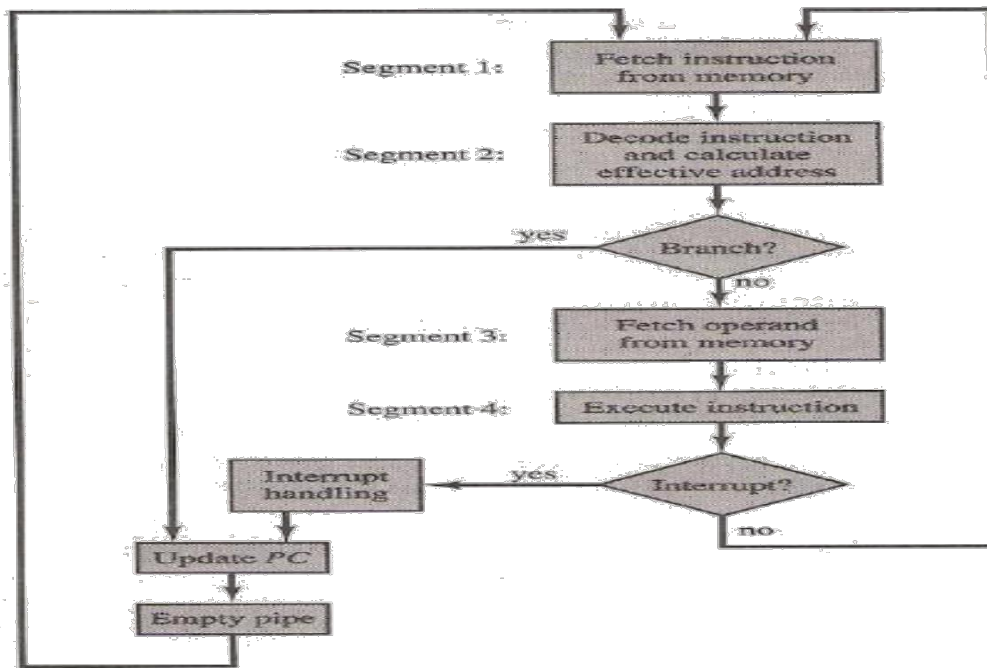 Segment 1:
Fetch instruction
from memory
Segment 2:
Decode instruction
and calculate
effective address
Branch?
yes
no
Segment 3:
Fetch operand
from memory
Segment 4:
Execute instruction
Interrupt?
yes
no
Interrupt
handling
Update PC
Empty pipe